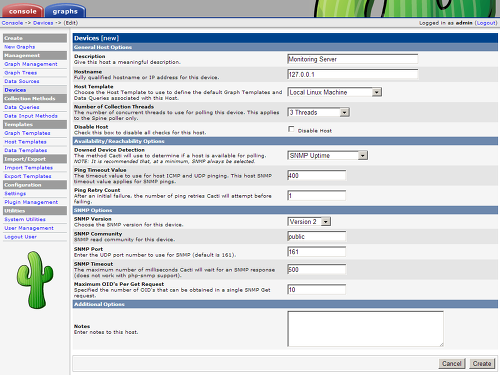 console
graphs
Console -> Devices -> (Edit)
Logged in as admin (Logout)
Create
New Graphs
Management
Graph Management
Graph Trees
Data Sources
Devices
Collection Methods
Data Queries
Data Input Methods
Templates
Graph Templates
Host Templates
Data Templates
Import/Export
Import Templates
Export Templates
Configuration
Settings
Plugin Management
Utilities
System Utilities
User Management
Logout User
Devices [new]
General Host Options
Description
Give this host a meaningful description.
Monitoring Server
Hostname
Fully qualified hostname or IP address for this device.
127.0.0.1
Host Template
Choose the Host Template to use to define the default Graph Templates and
Data Queries associated with this Host.
Local Linux Machine
Number of Collection Threads
The number of concurrent threads to use for polling this device. This applies
to the Spine poller only.
3 Threads
Disable Host
Check this box to disable all checks for this host.
Disable Host
Availability/Reachability Options
Downed Device Detection
The method Cacti will use to determine if a host is available for polling.
NOTE: It is recommended that, at a minimum, SNMP always be selected.
SNMP Uptime
Ping Timeout Value
The timeout value to use for host ICMP and UDP pinging. This host SNMP
timeout value applies for SNMP pings.
400
Ping Retry Count
After an initial failure, the number of ping retries Cacti will attempt before
failing.
1
SNMP Options
SNMP Version
Choose the SNMP version for this device.
Version 2
SNMP Community
SNMP read community for this device.
public
SNMP Port
Enter the UDP port number to use for SNMP (default is 161).
161
SNMP Timeout
The maximum number of milliseconds Cacti will wait for an SNMP response
(does not work with php-snmp support).
500
Maximum OID's Per Get Request
Specified the number of OID's that can be obtained in a single SNMP Get
request.
10
Additional Options
Notes
Enter notes to this host.
Cancel
Create